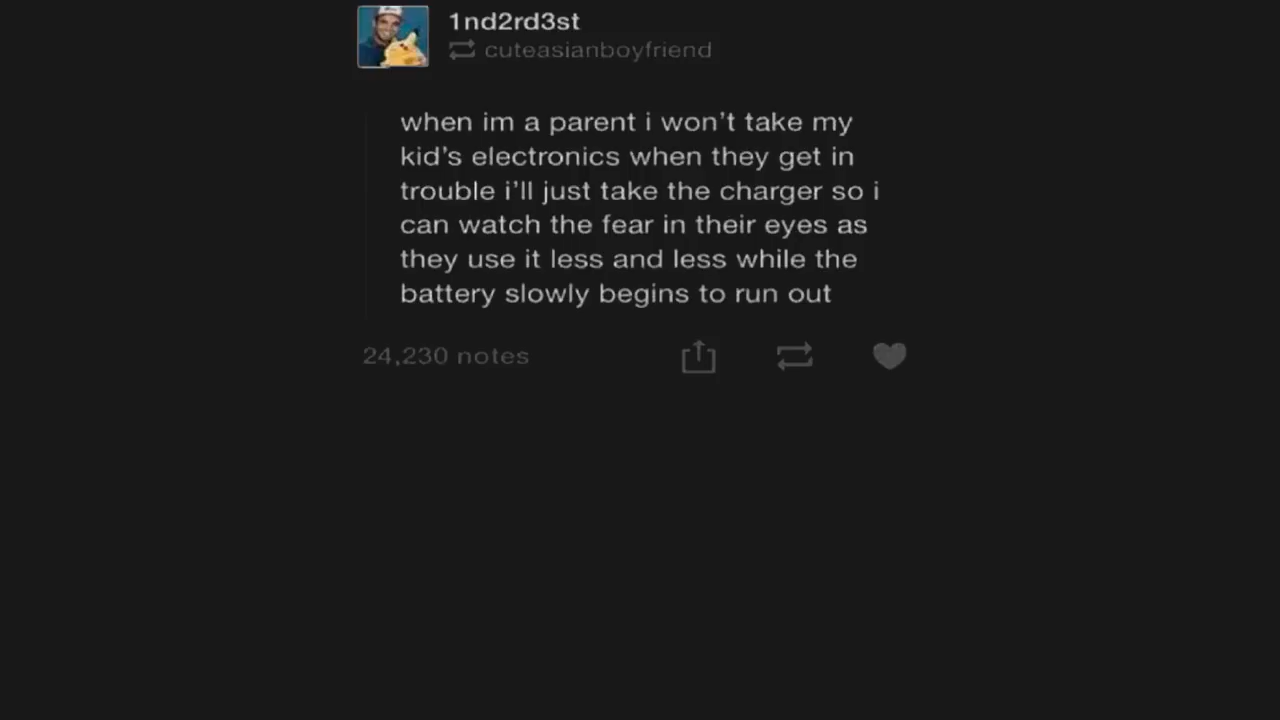 1nd2rd3st
cuteasianboyfriend
when im a parent i won't take my
kid's electronics when they get in
trouble i'll just take the charger so i
can watch the fear in their eyes as
they use it less and less while the
battery slowly begins to run out
24,230 notes